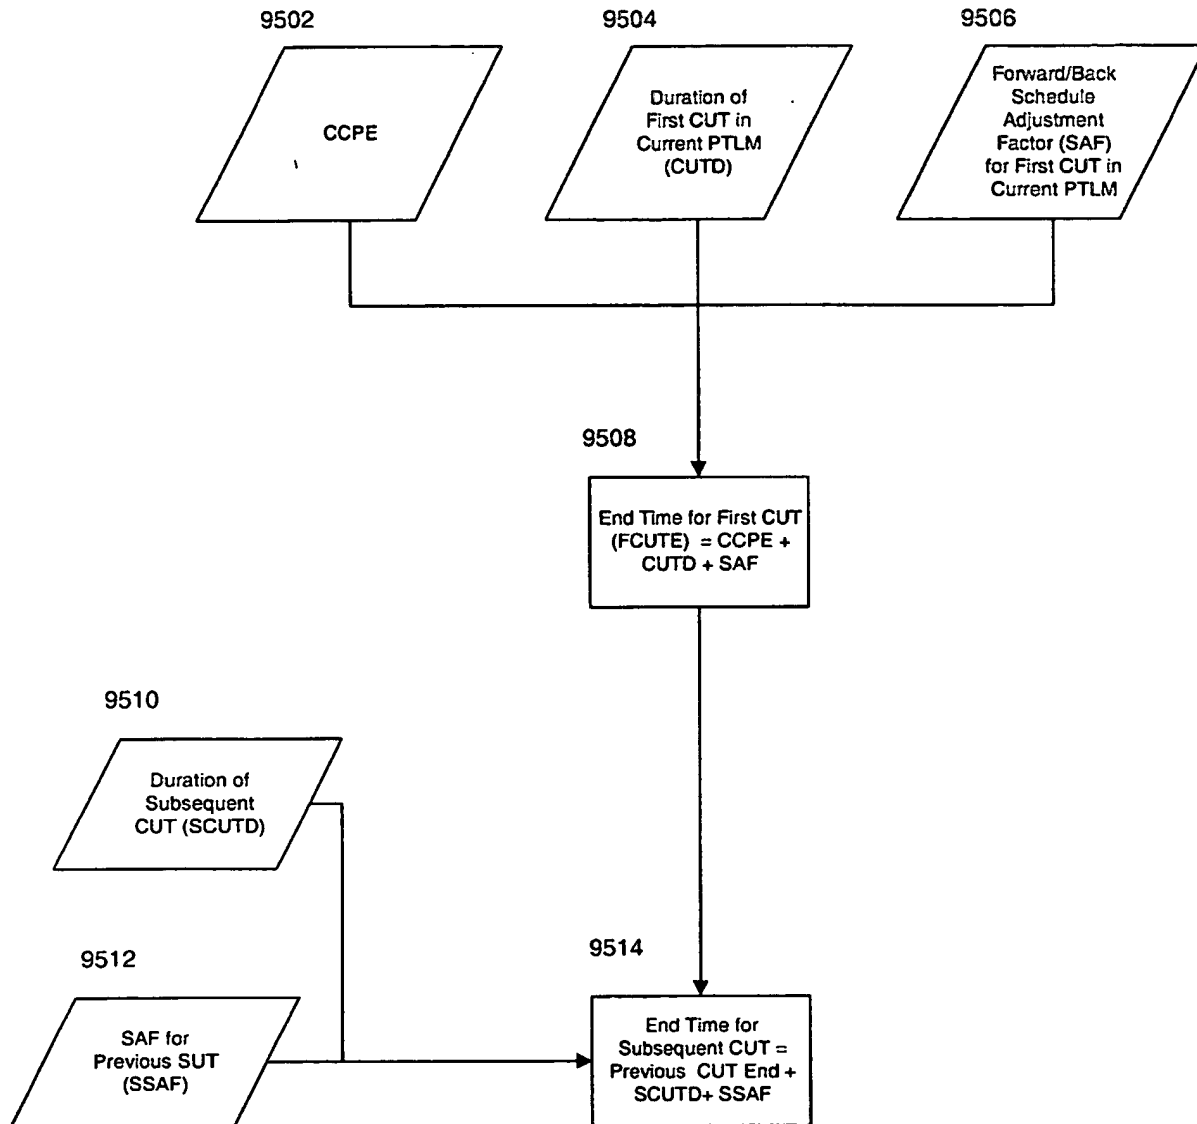 9502
9504
9506
CCPE
Duration of
First CUT in
Current PTLM
(CUTD)
Forward/Back
Schedule
Adjustment
Factor (SAF)
for First CUT in
Current PTLM
9508
End Time for First CUT
(FCUTE) = CCPE +
CUTD + SAF
9510
Duration of
Subsequent
CUT (SCUTD)
9512
SAF for
Previous SUT
(SSAF)
9514
End Time for
Subsequent CUT =
Previous CUT End +
SCUTD+ SSAF